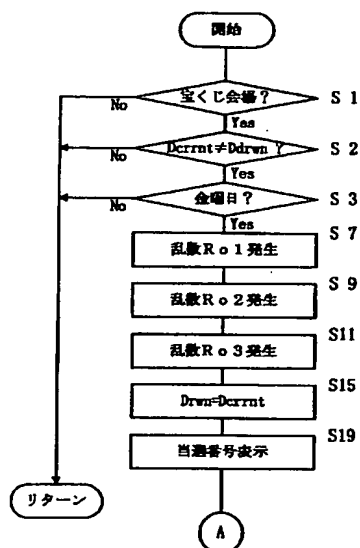 開始
宝くじ会場? S 1
No
Yes
Dcrrnt≠Ddrwn ? S 2
No
Yes
金曜日? S 3
No
Yes
S 7
乱数Ro1発生
S 9
乱数Ro2発生
S11
乱数Ro3発生
S15
Drwn=Dcrrnt
S19
当選番号表示
リターン
A